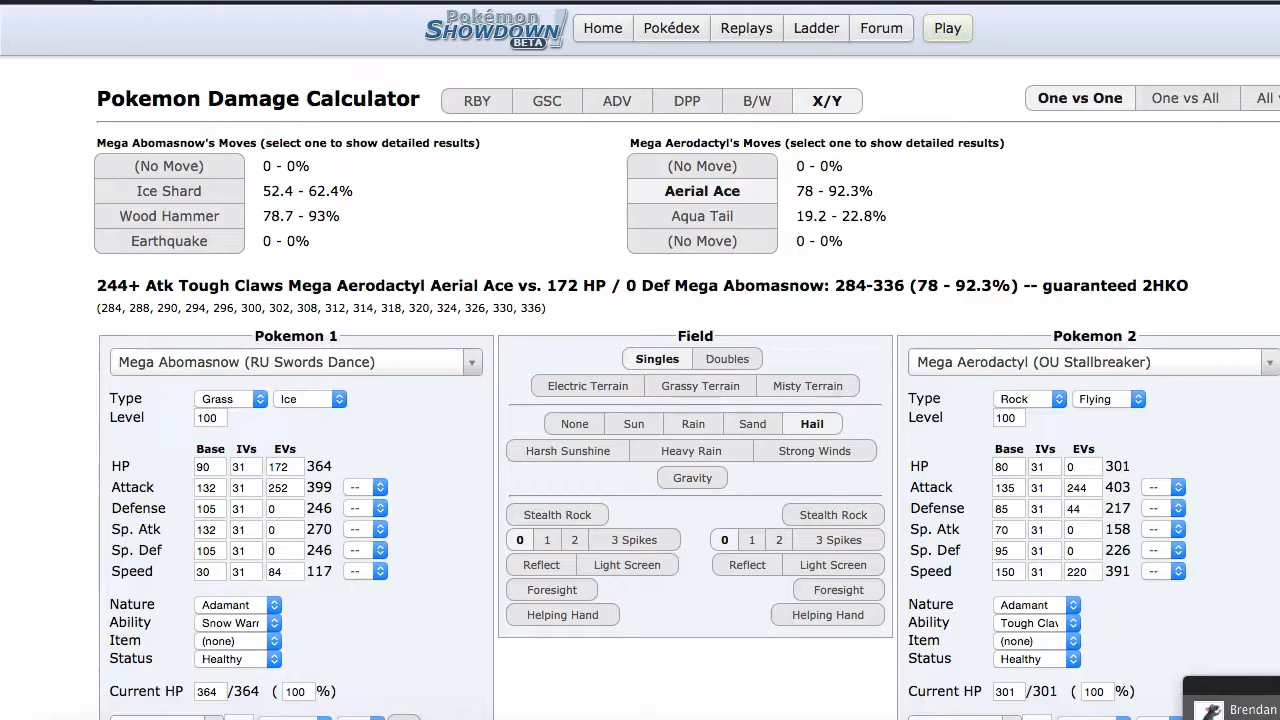 Pokémon
SHOWDOWN!
BETA
Home Pokédex Replays Ladder Forum Play
Pokemon Damage Calculator RBY GSC ADV DPP B/W X/Y One vs One One vs All All
Mega Abomasnow's Moves (select one to show detailed results) Mega Aerodactyl's Moves (select one to show detailed results)
(No Move) 0 - 0% (No Move) 0 - 0%
Ice Shard 52.4 - 62.4% Aerial Ace 78 - 92.3%
Wood Hammer 78.7 - 93% Aqua Tail 19.2 - 22.8%
Earthquake 0 - 0% (No Move) 0 - 0%
244+ Atk Tough Claws Mega Aerodactyl Aerial Ace vs. 172 HP / 0 Def Mega Abomasnow: 284-336 (78 - 92.3%) -- guaranteed 2HKO
(284, 288, 290, 294, 296, 300, 302, 308, 312, 314, 318, 320, 324, 326, 330, 336)
Pokemon 1
Mega Abomasnow (RU Swords Dance)
Type Grass Ice
Level 100
Base IVs EVs
HP 90 31 172 364
Attack 132 31 252 399 --
Defense 105 31 0 246 --
Sp. Atk 132 31 0 270 --
Sp. Def 105 31 0 246 --
Speed 30 31 84 117 --
Nature Adamant
Ability Snow Warr
Item (none)
Status Healthy
Current HP 364 /364 ( 100 %)
Field
Singles Doubles
Electric Terrain Grassy Terrain Misty Terrain
None Sun Rain Sand Hail
Harsh Sunshine Heavy Rain Strong Winds
Gravity
Stealth Rock Stealth Rock
0 1 2 3 Spikes 0 1 2 3 Spikes
Reflect Light Screen Reflect Light Screen
Foresight Foresight
Helping Hand Helping Hand
Pokemon 2
Mega Aerodactyl (OU Stallbreaker)
Type Rock Flying
Level 100
Base IVs EVs
HP 80 31 0 301
Attack 135 31 244 403 --
Defense 85 31 44 217 --
Sp. Atk 70 31 0 158 --
Sp. Def 95 31 0 226 --
Speed 150 31 220 391 --
Nature Adamant
Ability Tough Clav
Item (none)
Status Healthy
Current HP 301 /301 ( 100 %)
Brendan